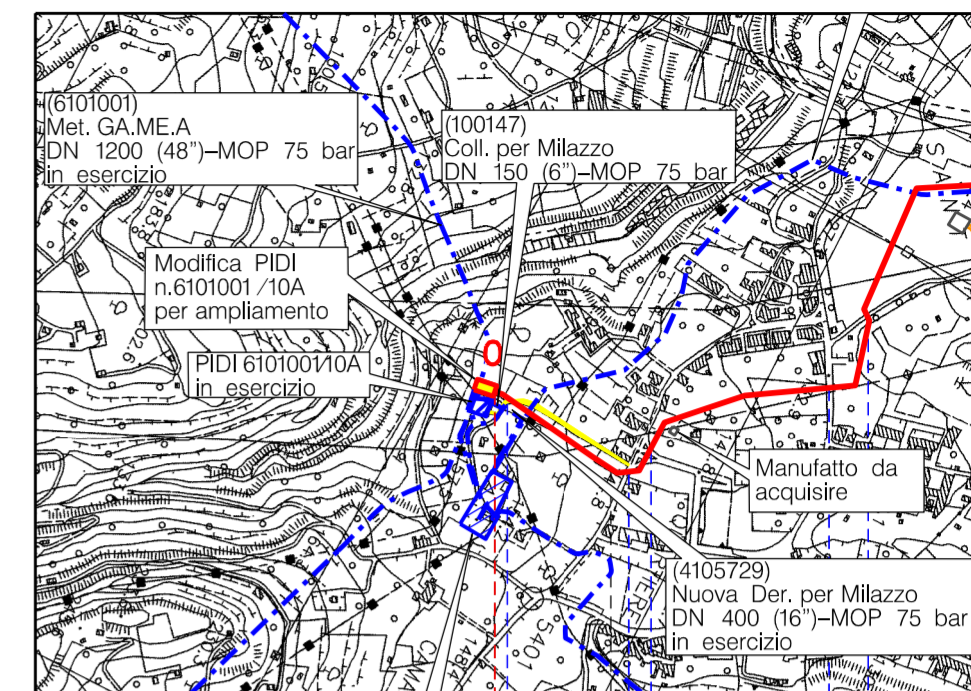 (6101001)
Met. GA.ME.A
DN 1200 (48”)–MOP 75 bar
in esercizio
(100147)
Coll. per Milazzo
DN 150 (6”)–MOP 75 bar
Modifica PIDI
n.6101001/10A
per ampliamento
PIDI 6101001/10A
in esercizio
0
Manufatto da
acquisire
(4105729)
Nuova Der. per Milazzo
DN 400 (16”)–MOP 75 bar
in esercizio